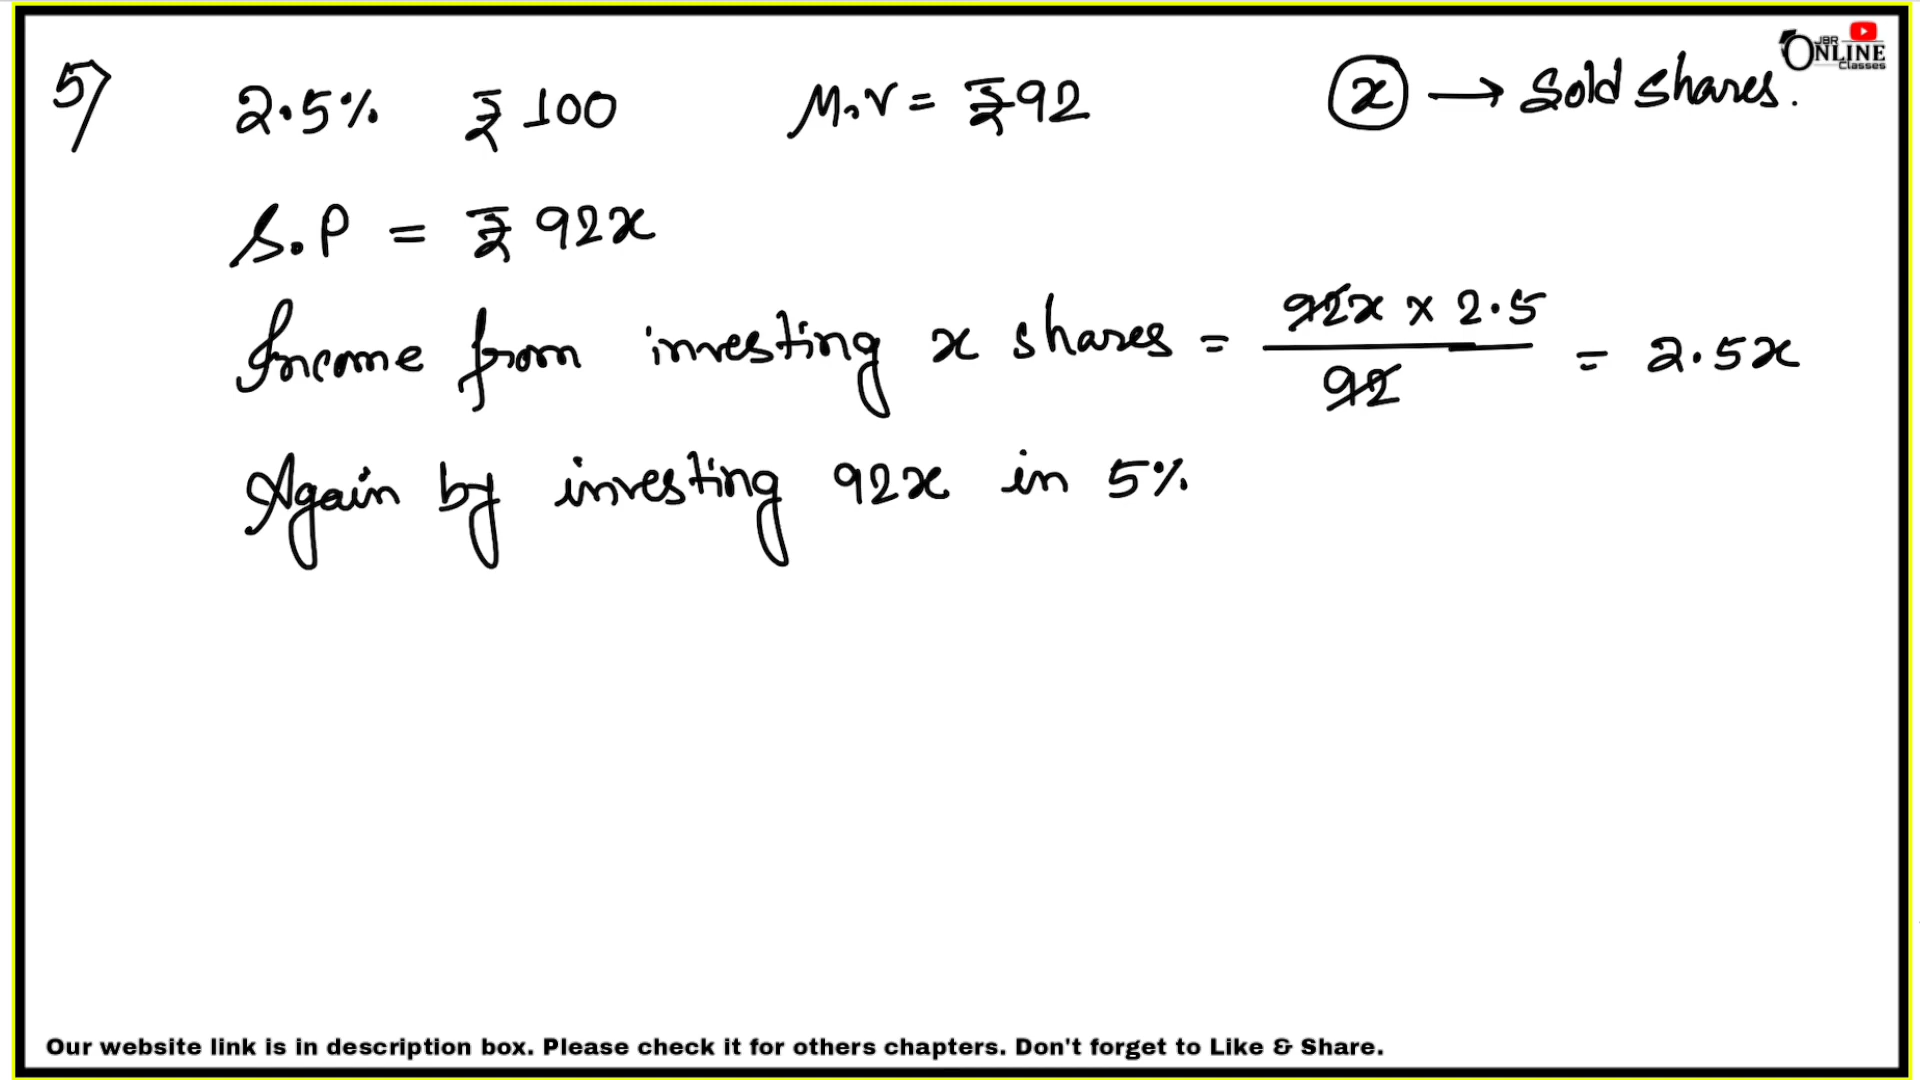 5/ 2.5% ₹ 100 M.V = ₹ 92 x → Sold shares.
JBR ONLINE Classes
S.P = ₹ 92x
Income from investing x shares = 92x × 2.5 / 92 = 2.5x
Again by investing 92x in 5%
Our website link is in description box. Please check it for others chapters. Don't forget to Like & Share.